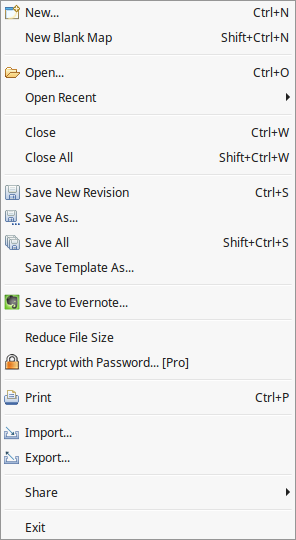 New... Ctrl+N
New Blank Map Shift+Ctrl+N
Open... Ctrl+O
Open Recent
Close Ctrl+W
Close All Shift+Ctrl+W
Save New Revision Ctrl+S
Save As...
Save All Shift+Ctrl+S
Save Template As...
Save to Evernote...
Reduce File Size
Encrypt with Password... [Pro]
Print Ctrl+P
Import...
Export...
Share
Exit